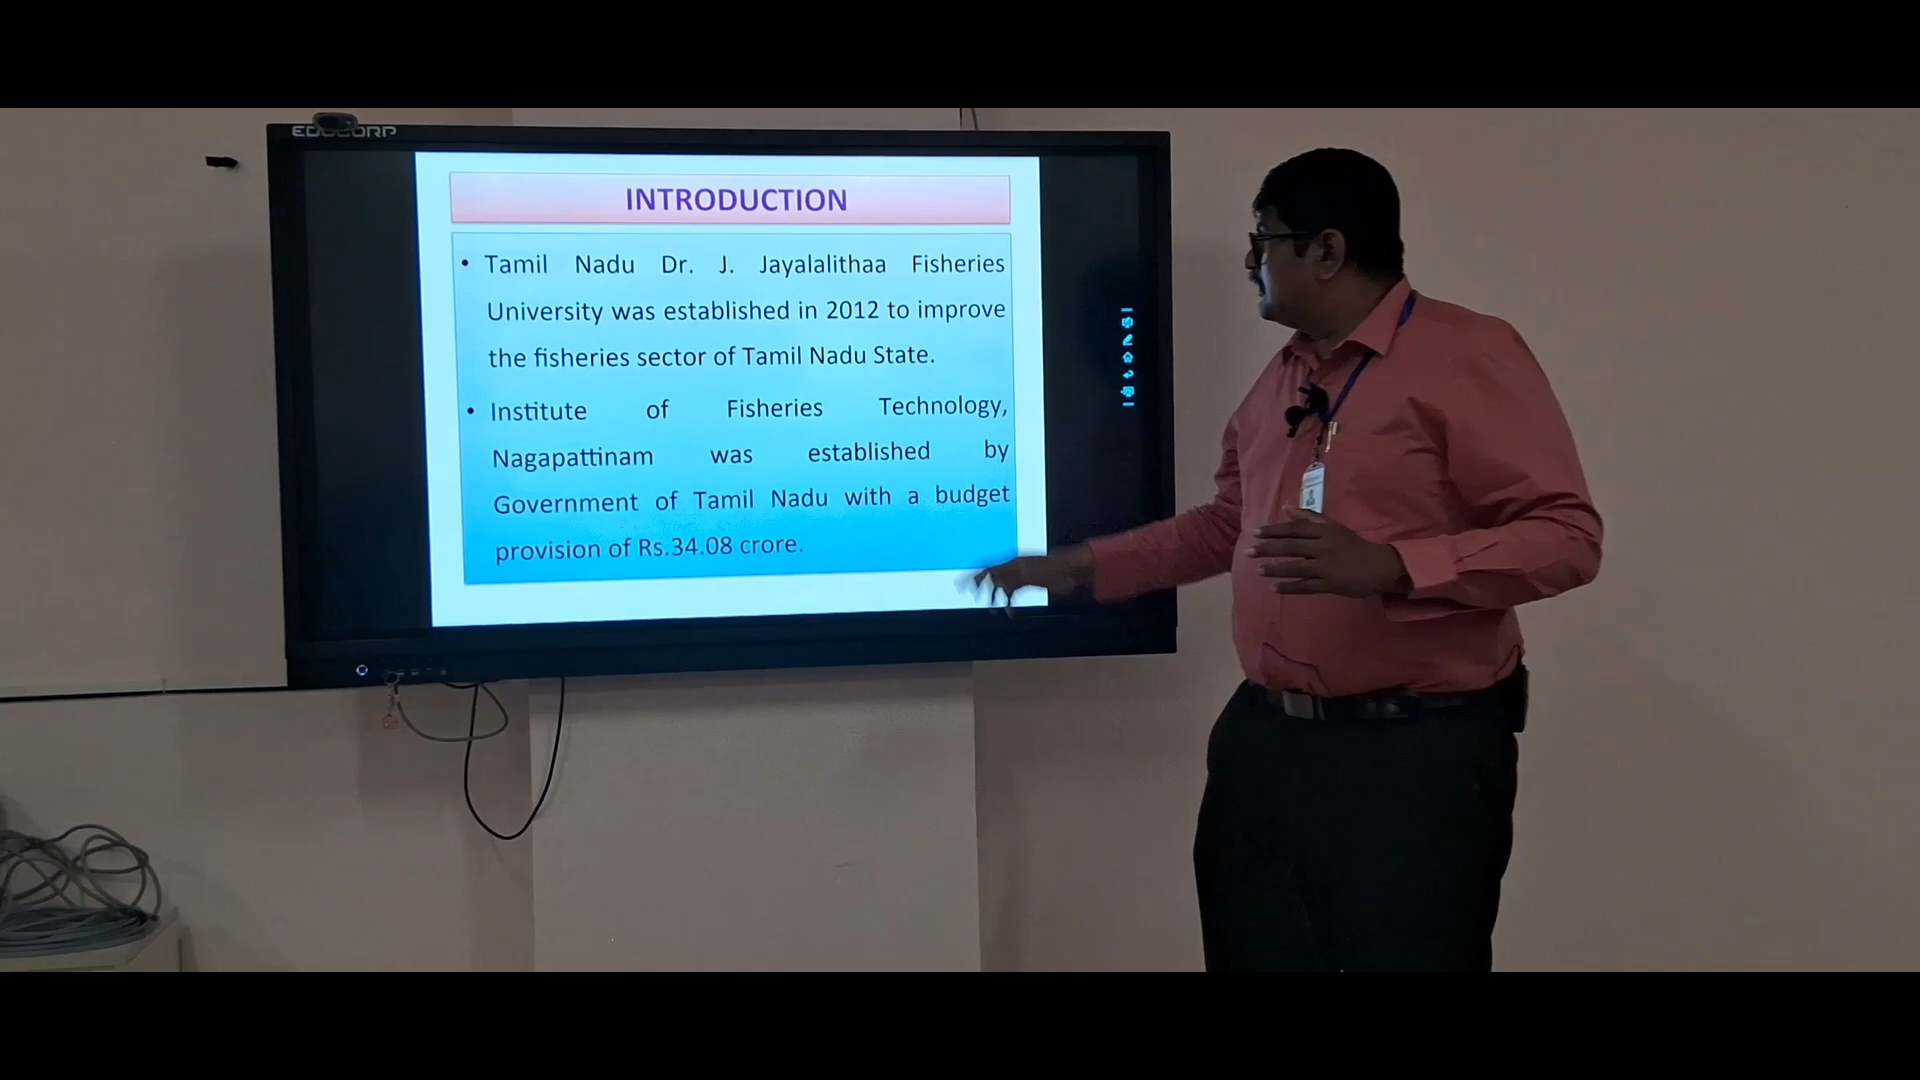 EDUCORP
INTRODUCTION
• Tamil Nadu Dr. J. Jayalalithaa Fisheries
University was established in 2012 to improve
the fisheries sector of Tamil Nadu State.
• Institute of Fisheries Technology,
Nagapattinam was established by
Government of Tamil Nadu with a budget
provision of Rs.34.08 crore.